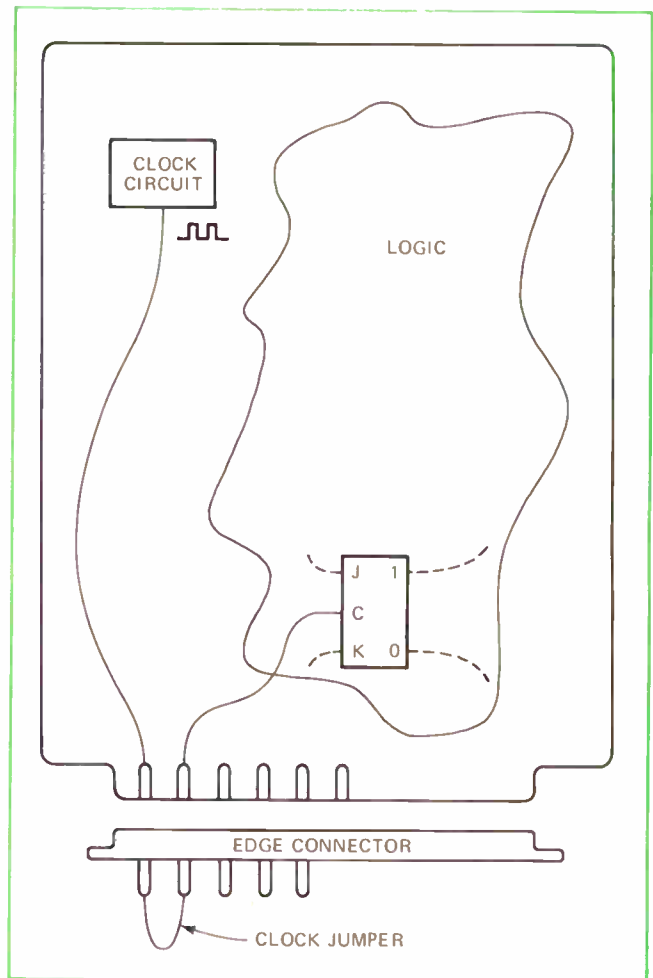 CLOCK
CIRCUIT
LOGIC
J 1
C
K 0
EDGE CONNECTOR
CLOCK JUMPER